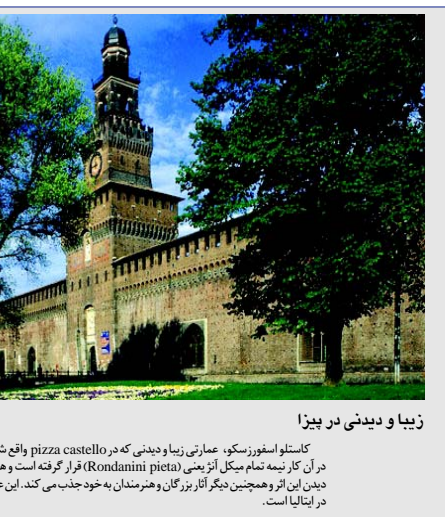 زیبا و دیدنی در پیزا
کاستلو اسفورزسکو، عمارتی زیبا و دیدنی که در pizza castello واقع
در آن کار نیمه تمام میکل آنژ یعنی (Rondanini pieta) قرار گرفته است و
دیدن این اثر و همچنین دیگر آثار بزرگان و هنرمندان به خود جذب می کند. این
در ایتالیا است.